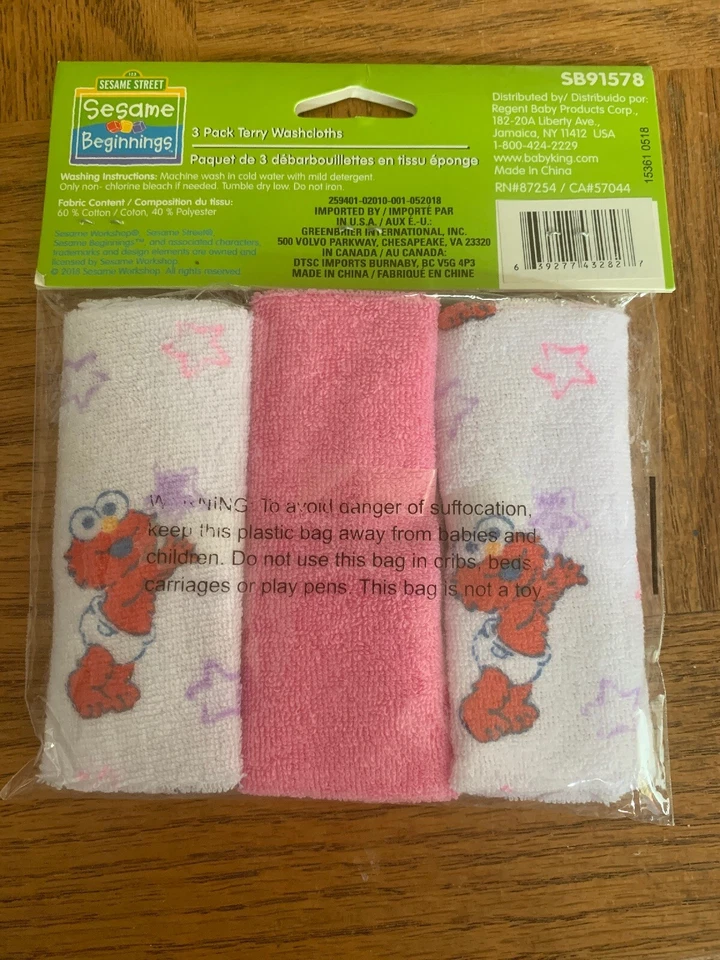 123
SESAME STREET
Sesame
Beginnings
3 Pack Terry Washcloths
Paquet de 3 débarbouillettes en tissu éponge
Washing Instructions: Machine wash in cold water with mild detergent.
Only non- chlorine bleach if needed. Tumble dry low. Do not iron.
Fabric Content / Composition du tissu:
60 % Cotton / Coton, 40 % Polyester
Sesame Workshop®, Sesame Street®,
Sesame Beginnings™, and associated characters,
trademarks and design elements are owned and
licensed by Sesame Workshop.
© 2018 Sesame Workshop. All rights reserved.
259401-02010-001-052018
IMPORTED BY / IMPORTÉ PAR
IN U.S.A. / AUX É.-U.:
GREENBRIER INTERNATIONAL, INC.
500 VOLVO PARKWAY, CHESAPEAKE, VA 23320
IN CANADA / AU CANADA:
DTSC IMPORTS BURNABY, BC V5G 4P3
MADE IN CHINA / FABRIQUÉ EN CHINE
SB91578
Distributed by/ Distribuido por:
Regent Baby Products Corp.,
182-20A Liberty Ave.,
Jamaica, NY 11412 USA
1-800-424-2229
www.babyking.com
Made in China
RN#87254 / CA#57044
15361 0518
6 39277 43282 7
WARNING: To avoid danger of suffocation,
keep this plastic bag away from babies and
children. Do not use this bag in cribs, beds,
carriages or play pens. This bag is not a toy.